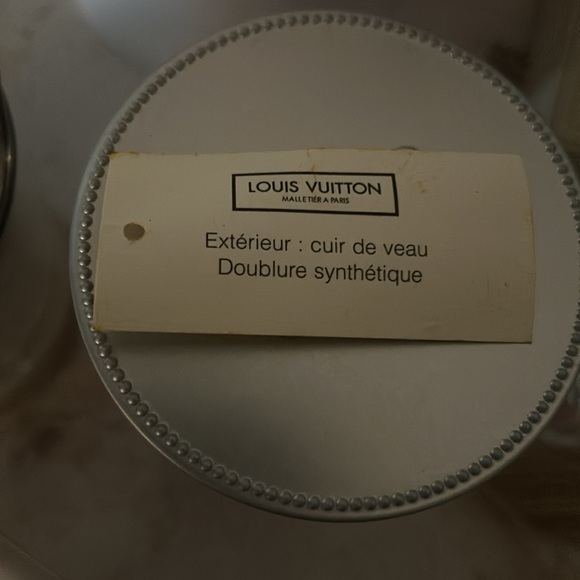 LOUIS VUITTON
MALLETIER A PARIS
Extérieur : cuir de veau
Doublure synthétique